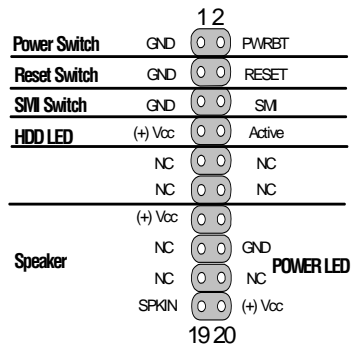 1 2
Power Switch GND PWRBT
Reset Switch GND RESET
SMI Switch GND SMI
HDD LED (+) Vcc Active
NC NC
NC NC
(+) Vcc
NC GND
Speaker POWER LED
NC NC
SPKIN (+) Vcc
19 20